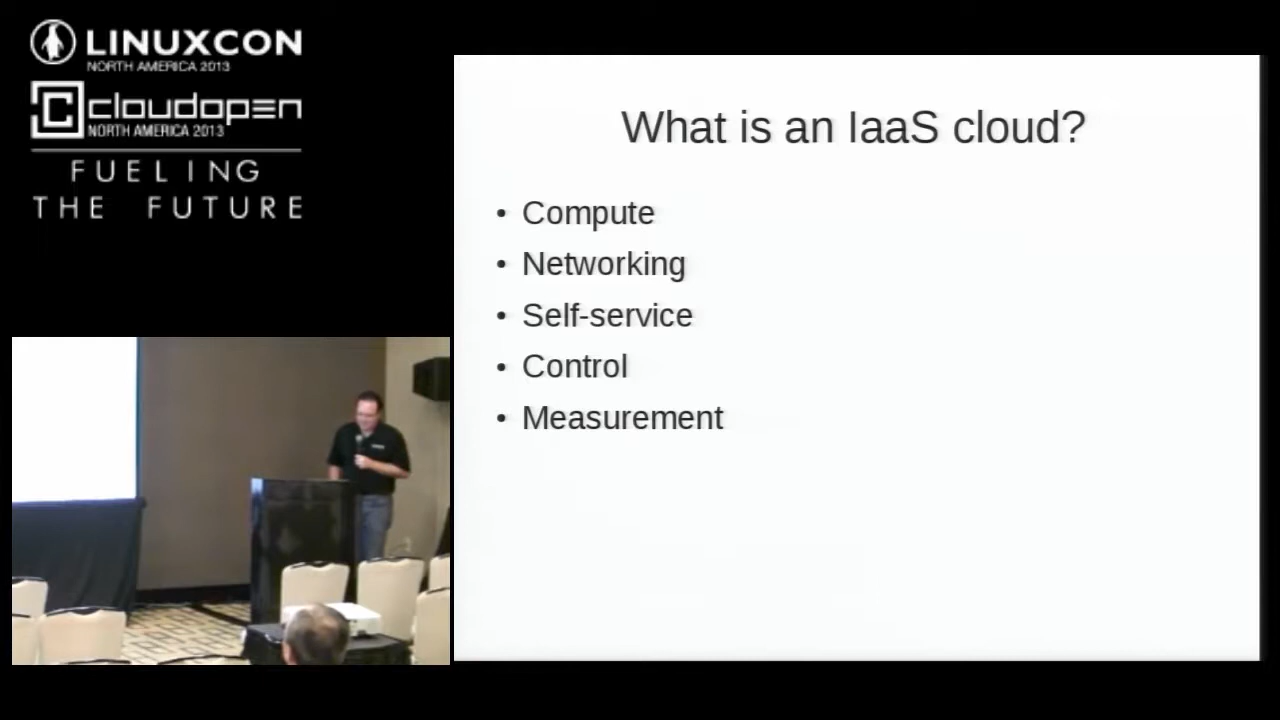 LINUXCON
NORTH AMERICA 2013
cloudopen
NORTH AMERICA 2013
FUELING
THE FUTURE
What is an IaaS cloud?
• Compute
• Networking
• Self-service
• Control
• Measurement